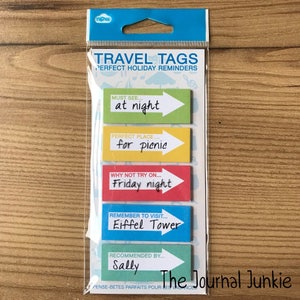 npw
TRAVEL TAGS
PERFECT HOLIDAY REMINDERS
MUST SEE...
at night
PERFECT PLACE...
for picnic
WHY NOT TRY ON...
Friday night
REMEMBER TO VISIT...
Eiffel Tower
RECOMMENDED BY...
Sally
PENSE-BETES PARFAITS POUR
The Journal Junkie